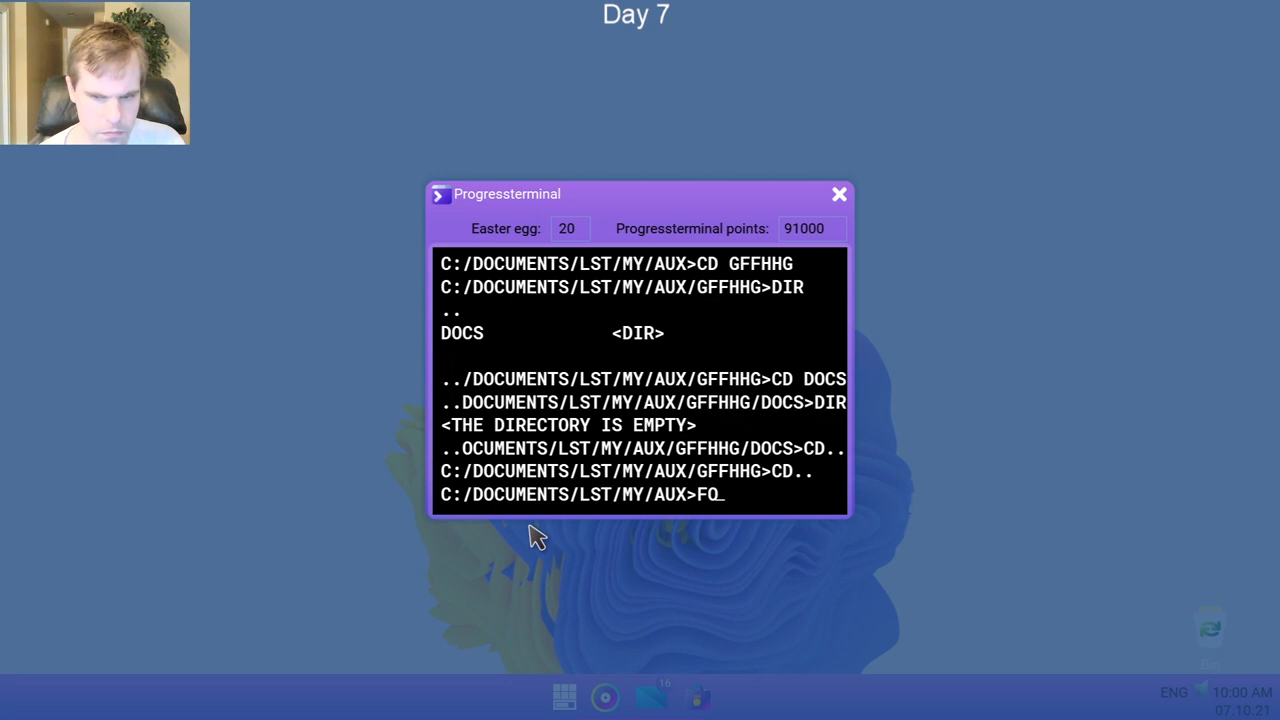 Day 7
Progressterminal
Easter egg: 20 Progressterminal points: 91000
C:/DOCUMENTS/LST/MY/AUX>CD GFFHHG
C:/DOCUMENTS/LST/MY/AUX/GFFHHG>DIR
..
DOCS <DIR>
../DOCUMENTS/LST/MY/AUX/GFFHHG>CD DOCS
..DOCUMENTS/LST/MY/AUX/GFFHHG/DOCS>DIR
<THE DIRECTORY IS EMPTY>
..OCUMENTS/LST/MY/AUX/GFFHHG/DOCS>CD..
C:/DOCUMENTS/LST/MY/AUX/GFFHHG>CD..
C:/DOCUMENTS/LST/MY/AUX>FO_
Bin
16
ENG 10:00 AM
07.10.21